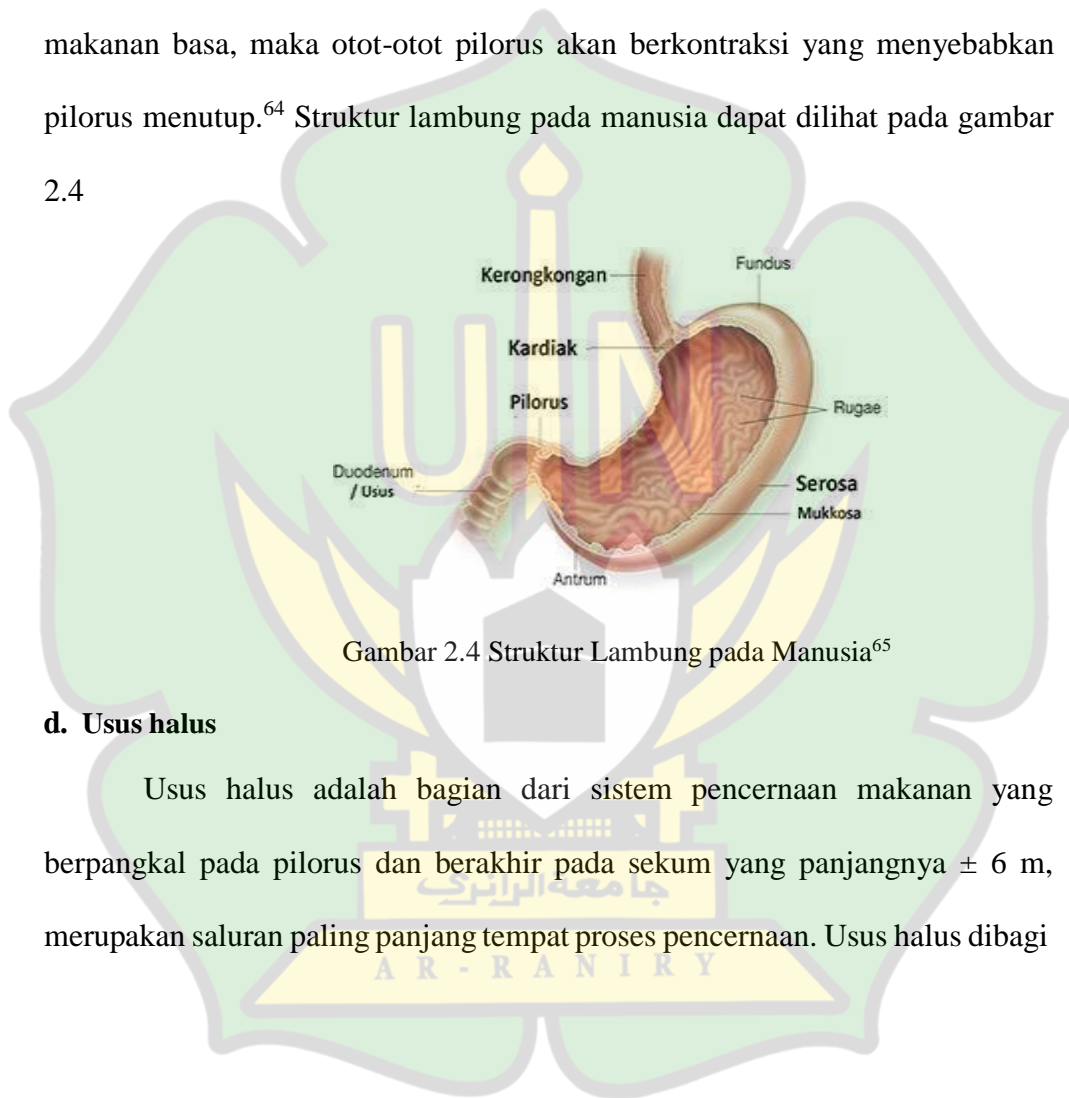 makanan basa, maka otot-otot pilorus akan berkontraksi yang menyebabkan
pilorus menutup.⁶⁴ Struktur lambung pada manusia dapat dilihat pada gambar
2.4
Kerongkongan
Fundus
Kardiak
Pilorus
Rugae
Duodenum
/ Usus
Serosa
Mukkosa
Antrum
Gambar 2.4 Struktur Lambung pada Manusia⁶⁵
d. Usus halus
Usus halus adalah bagian dari sistem pencernaan makanan yang
berpangkal pada pilorus dan berakhir pada sekum yang panjangnya ± 6 m,
merupakan saluran paling panjang tempat proses pencernaan. Usus halus dibagi
UIN
جامعة الرانري
AR-RANIRY